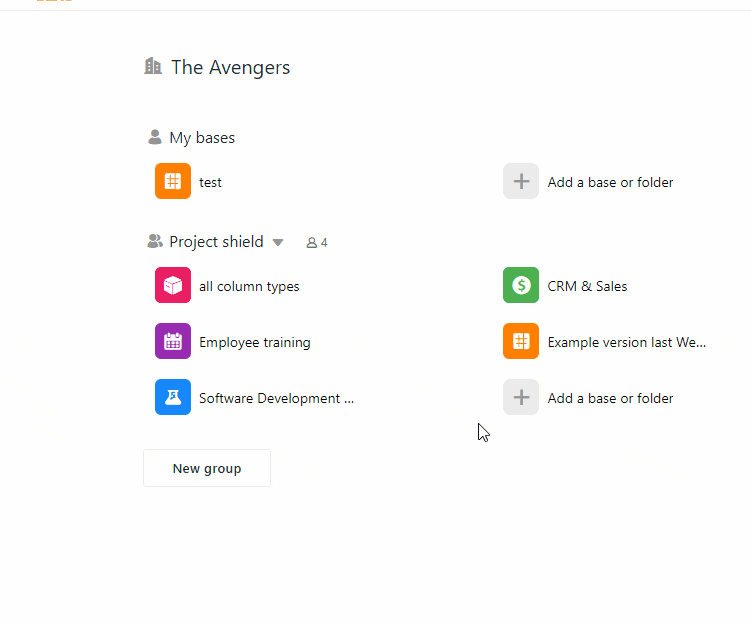 The Avengers
My bases
test
Add a base or folder
Project shield
4
all column types
CRM & Sales
Employee training
Example version last We...
Software Development ...
Add a base or folder
New group